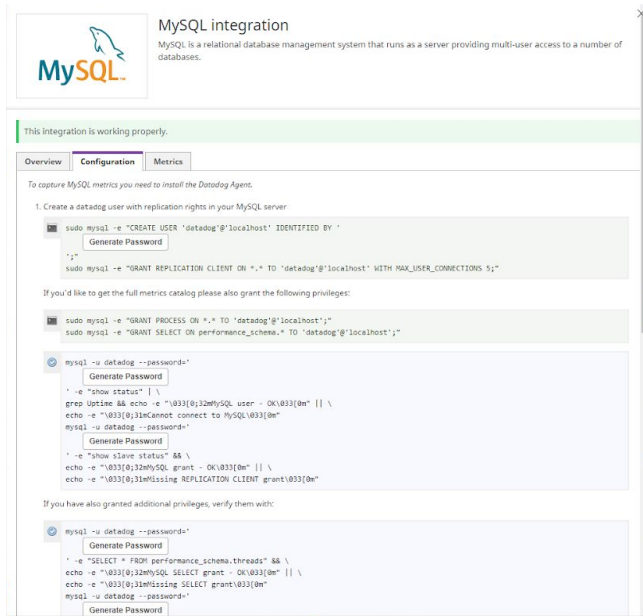 MySQL integration
MySQL is a relational database management system that runs as a server providing multi-user access to a number of
databases.
MySQL™
This integration is working properly.
Overview Configuration Metrics
To capture MySQL metrics you need to install the Datadog Agent.
1. Create a datadog user with replication rights in your MySQL server
sudo mysql -e "CREATE USER 'datadog'@'localhost' IDENTIFIED BY '
Generate Password
';"
sudo mysql -e "GRANT REPLICATION CLIENT ON *.* TO 'datadog'@'localhost' WITH MAX_USER_CONNECTIONS 5;"
If you'd like to get the full metrics catalog please also grant the following privileges:
sudo mysql -e "GRANT PROCESS ON *.* TO 'datadog'@'localhost';"
sudo mysql -e "GRANT SELECT ON performance_schema.* TO 'datadog'@'localhost';"
mysql -u datadog --password='
Generate Password
' -e "show status" | \
grep Uptime && echo -e "\033[0;32mMySQL user - OK\033[0m" || \
echo -e "\033[0;31mCannot connect to MySQL\033[0m"
mysql -u datadog --password='
Generate Password
' -e "show slave status" && \
echo -e "\033[0;32mMySQL grant - OK\033[0m" || \
echo -e "\033[0;31mMissing REPLICATION CLIENT grant\033[0m"
If you have also granted additional privileges, verify them with:
mysql -u datadog --password='
Generate Password
' -e "SELECT * FROM performance_schema.threads" && \
echo -e "\033[0;32mMySQL SELECT grant - OK\033[0m" || \
echo -e "\033[0;31mMissing SELECT grant\033[0m"
mysql -u datadog --password='
Generate Password